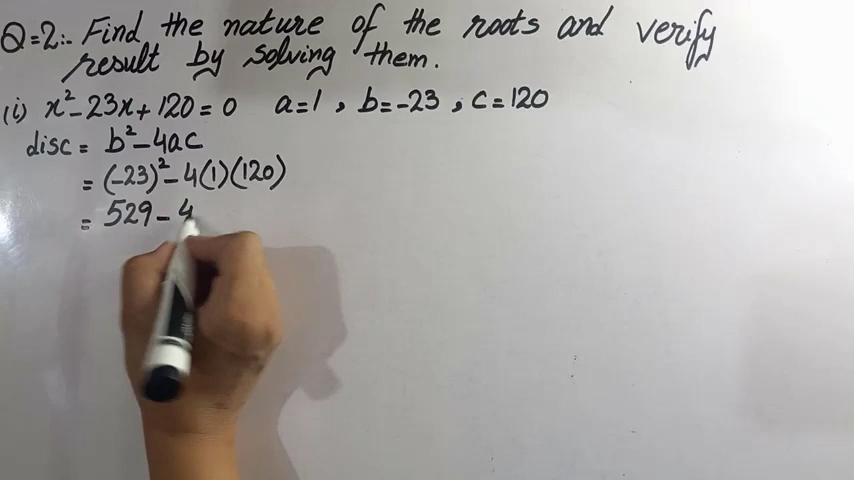 Q=2:- Find the nature of the roots and verify
result by solving them.
(i) x²-23x+120=0 a=1, b=-23, c=120
disc = b²-4ac
= (-23)²-4(1)(120)
= 529-4